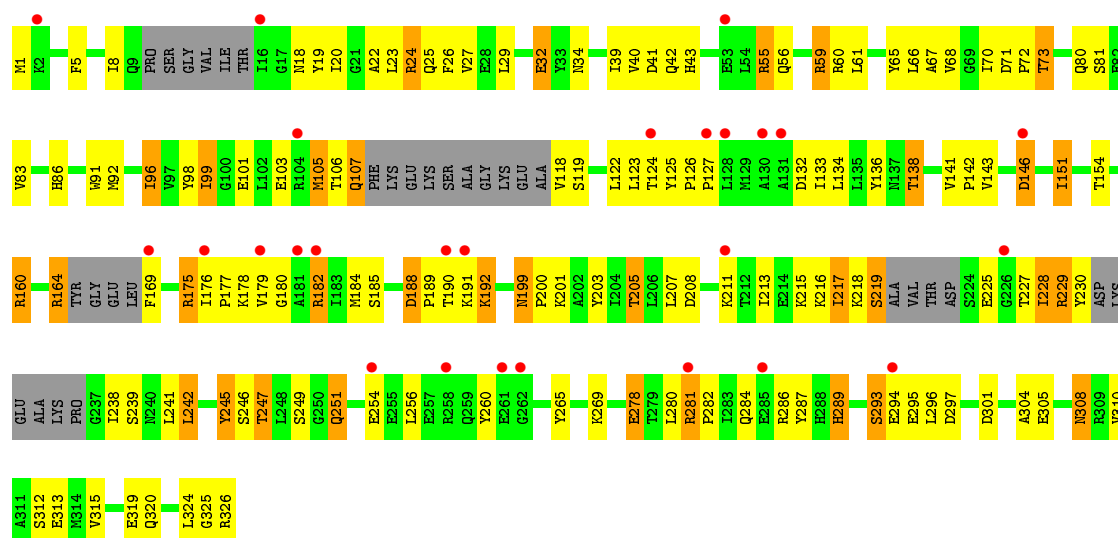 M1 K2 F5 I8 Q9 PRO SER GLY VAL ILE THR I16 G17 N18 Y19 I20 G21 A22 L23 R24 Q25 F26 V27 E28 L29 E32 Y33 N34 I39 V40 D41 Q42 H43 E53 L54 R55 Q56 R59 R60 L61 Y65 L66 A67 V68 G69 I70 D71 P72 T73 Q80 S81 E82
V83 H86 W91 M92 I96 V97 Y98 I99 G100 E101 L102 E103 R104 M105 T106 Q107 PHE LYS GLU LYS SER ALA GLY LYS GLU ALA V118 S119 L122 L123 T124 Y125 P126 P127 L128 M129 A130 A131 D132 I133 L134 L135 Y136 N137 T138 V141 P142 V143 D146 I151 T154
R160 R164 TYR GLY GLU LEU F169 R175 I176 P177 K178 V179 G180 A181 R182 I183 M184 S185 D188 P189 T190 K191 K192 N199 P200 K201 A202 Y203 I204 T205 L206 L207 D208 K211 T212 I213 E214 K215 K216 I217 K218 S219 ALA VAL THR ASP S224 E225 G226 T227 I228 R229 Y230 ASP LYS
GLU ALA LYS PRO G237 I238 S239 N240 L241 L242 Y245 S246 T247 L248 S249 G250 Q251 E254 E255 L256 E257 R258 Q259 Y260 E261 G262 Y265 K269 E278 T279 L280 R281 P282 I283 Q284 E285 R286 Y287 H288 H289 S293 E294 E295 L296 D297 D301 A304 E305 N308 R309 V310
A311 S312 E313 M314 V315 E319 Q320 L324 G325 R326